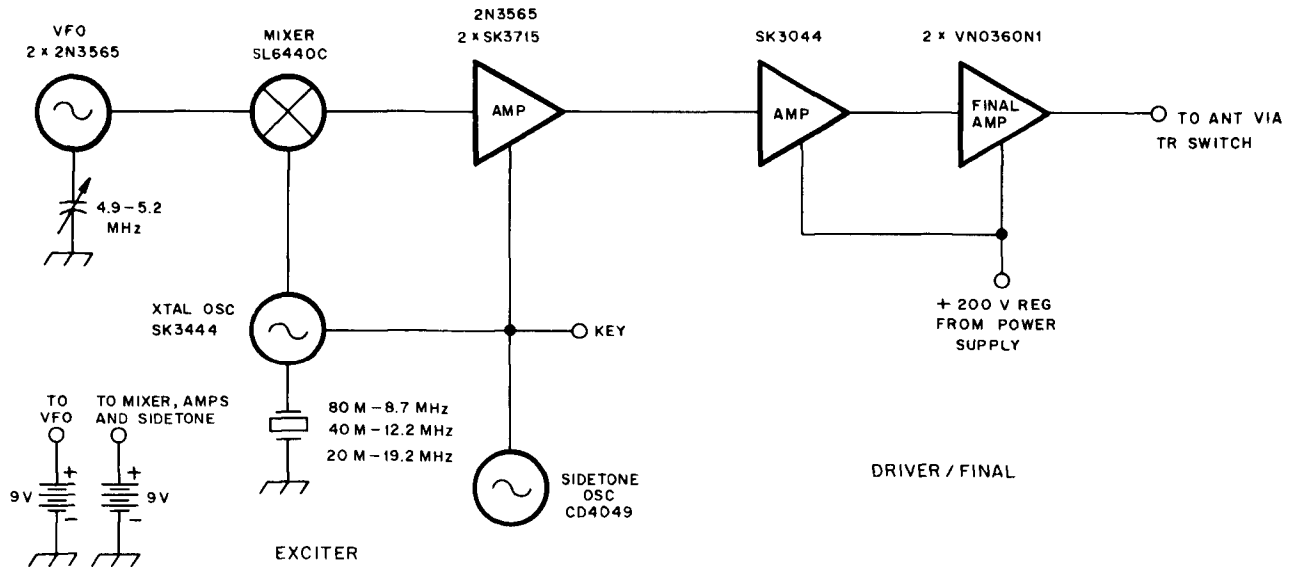 VFO
2 × 2N3565
MIXER
SL6440C
2N3565
2 × SK3715
SK3044
2 × VNO360N1
AMP
AMP
FINAL
AMP
TO ANT VIA
TR SWITCH
4.9–5.2
MHz
XTAL OSC
SK3444
KEY
+ 200 V REG
FROM POWER
SUPPLY
80 M – 8.7 MHz
40 M – 12.2 MHz
20 M – 19.2 MHz
TO
VFO
TO MIXER, AMPS
AND SIDETONE
+
+
9V
9V
–
–
SIDETONE
OSC
CD4049
DRIVER / FINAL
EXCITER